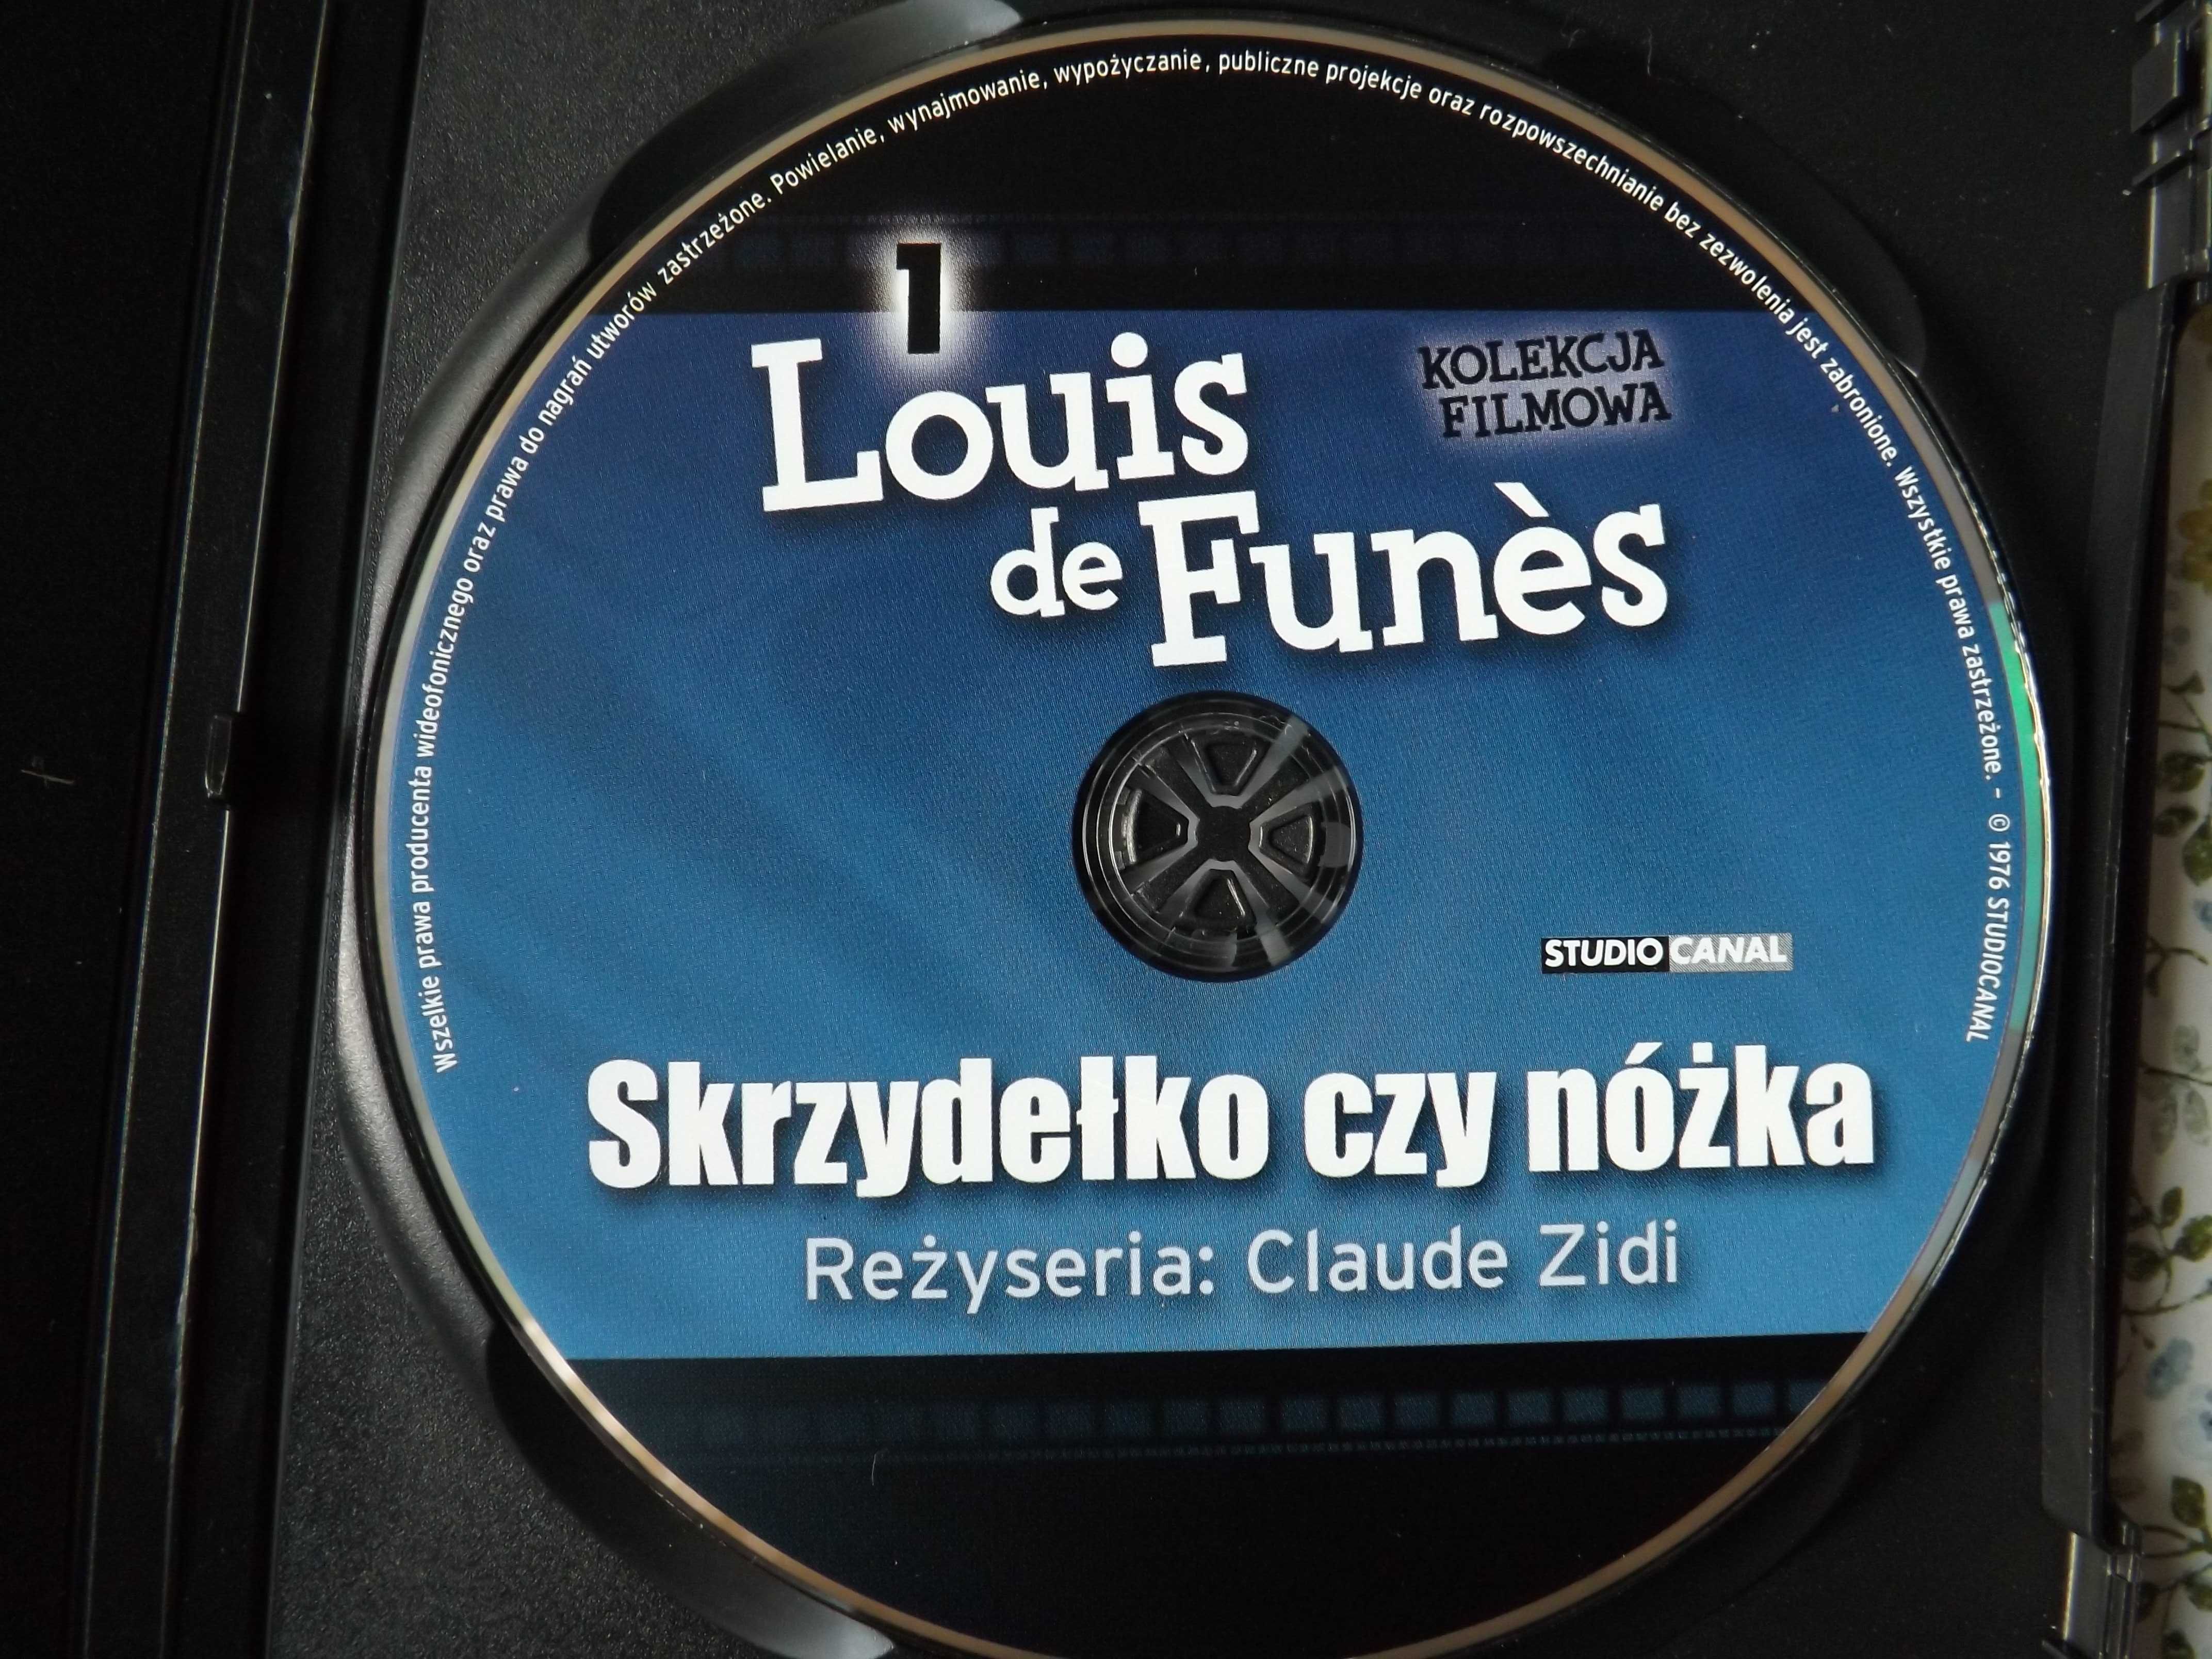 Wszelkie prawa producenta wideofonicznego oraz prawa do nagrań utworów zastrzeżone. Powielanie, wynajmowanie, wypożyczanie, publiczne projekcje oraz rozpowszechnianie bez zezwolenia jest zabronione. Wszystkie prawa zastrzeżone. - © 1976 STUDIOCANAL
1
Louis
de Funès
KOLEKCJA
FILMOWA
STUDIOCANAL
Skrzydełko czy nóżka
Reżyseria: Claude Zidi